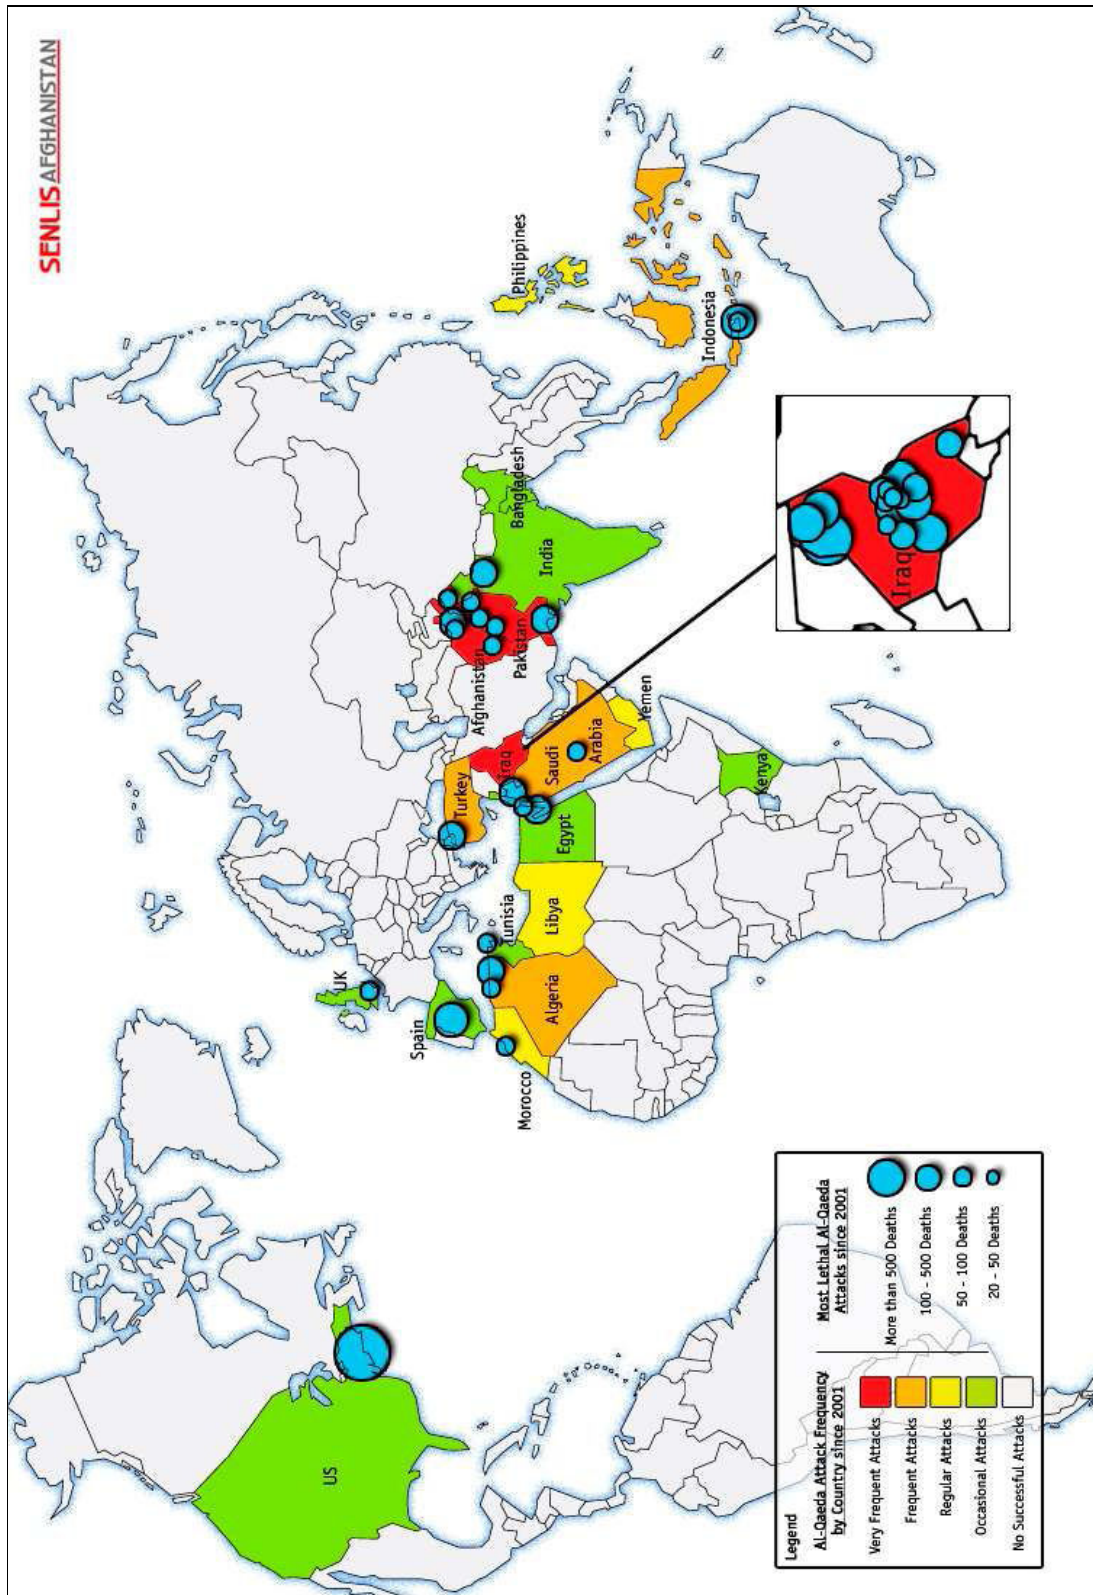 SENLIS AFGHANISTAN
US
UK
Spain
Morocco
Algeria
Tunisia
Libya
Egypt
Turkey
Iraq
Saudi
Arabia
Yemen
Kenya
Afghanistan
Pakistan
India
Bangladesh
Philippines
Indonesia
Iraq
Legend
Al-Qaeda Attack Frequency
by Country since 2001
Very Frequent Attacks
Frequent Attacks
Regular Attacks
Occasional Attacks
No Successful Attacks
Most Lethal Al-Qaeda
Attacks since 2001
More than 500 Deaths
100 - 500 Deaths
50 - 100 Deaths
20 - 50 Deaths